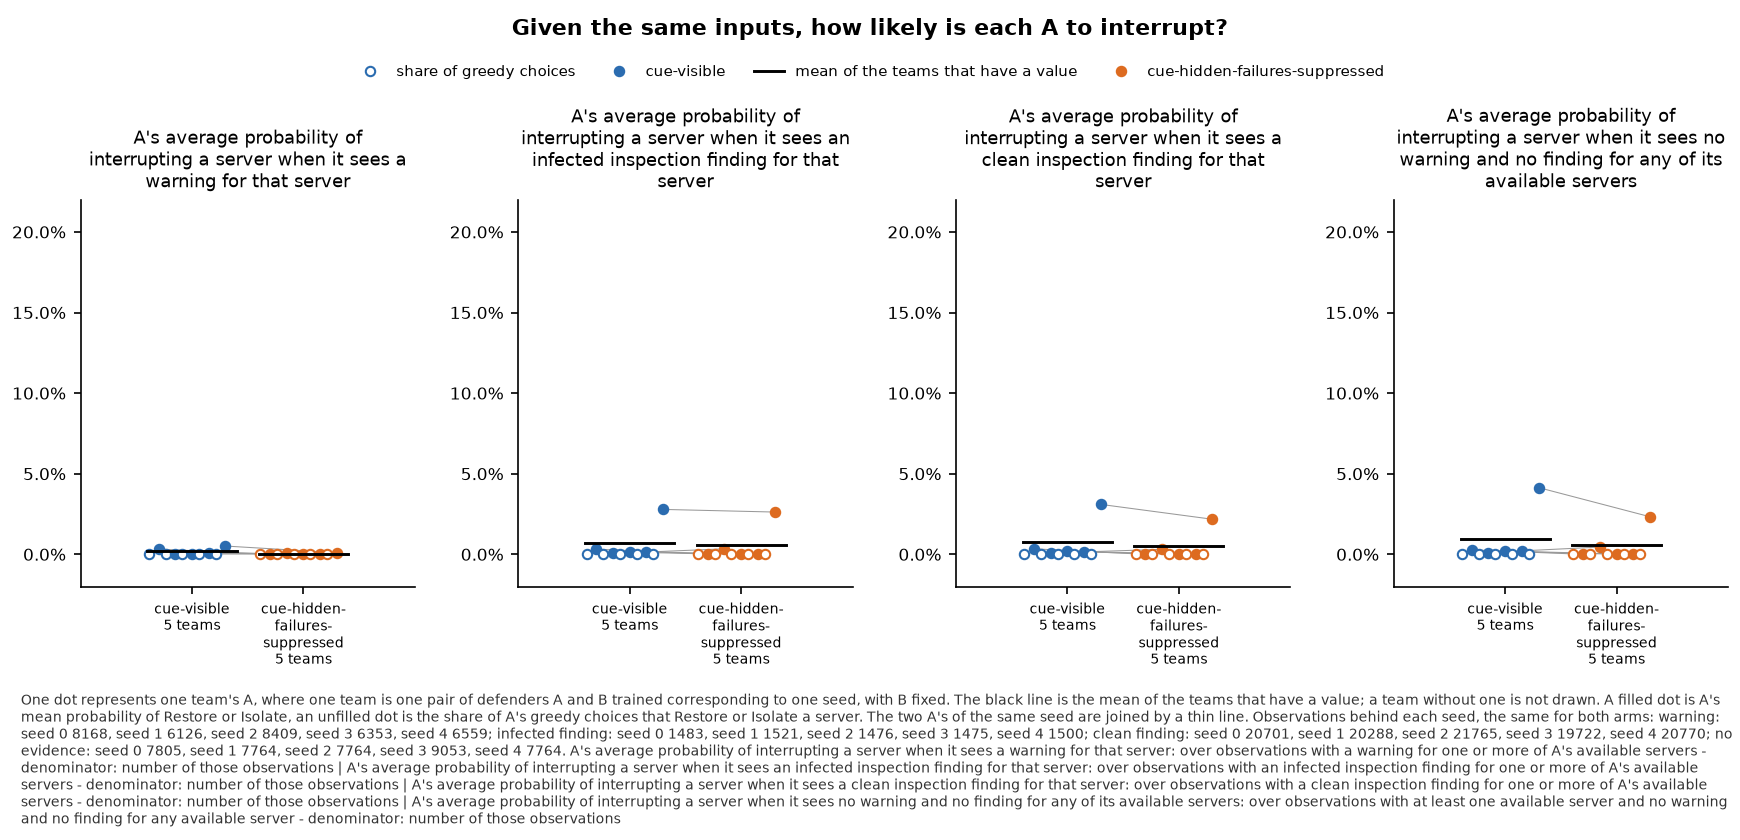 Given the same inputs, how likely is each A to interrupt?
share of greedy choices
cue-visible
mean of the teams that have a value
cue-hidden-failures-suppressed
A's average probability of
interrupting a server when it sees a
warning for that server
A's average probability of
interrupting a server when it sees an
infected inspection finding for that
server
A's average probability of
interrupting a server when it sees a
clean inspection finding for that
server
A's average probability of
interrupting a server when it sees no
warning and no finding for any of its
available servers
20.0%
15.0%
10.0%
5.0%
0.0%
cue-visible
5 teams
cue-hidden-
failures-
suppressed
5 teams
20.0%
15.0%
10.0%
5.0%
0.0%
cue-visible
5 teams
cue-hidden-
failures-
suppressed
5 teams
20.0%
15.0%
10.0%
5.0%
0.0%
cue-visible
5 teams
cue-hidden-
failures-
suppressed
5 teams
20.0%
15.0%
10.0%
5.0%
0.0%
cue-visible
5 teams
cue-hidden-
failures-
suppressed
5 teams
One dot represents one team's A, where one team is one pair of defenders A and B trained corresponding to one seed, with B fixed. The black line is the mean of the teams that have a value; a team without one is not drawn. A filled dot is A's
mean probability of Restore or Isolate, an unfilled dot is the share of A's greedy choices that Restore or Isolate a server. The two A's of the same seed are joined by a thin line. Observations behind each seed, the same for both arms: warning:
seed 0 8168, seed 1 6126, seed 2 8409, seed 3 6353, seed 4 6559; infected finding: seed 0 1483, seed 1 1521, seed 2 1476, seed 3 1475, seed 4 1500; clean finding: seed 0 20701, seed 1 20288, seed 2 21765, seed 3 19722, seed 4 20770; no
evidence: seed 0 7805, seed 1 7764, seed 2 7764, seed 3 9053, seed 4 7764. A's average probability of interrupting a server when it sees a warning for that server: over observations with a warning for one or more of A's available servers -
denominator: number of those observations | A's average probability of interrupting a server when it sees an infected inspection finding for that server: over observations with an infected inspection finding for one or more of A's available
servers - denominator: number of those observations | A's average probability of interrupting a server when it sees a clean inspection finding for that server: over observations with a clean inspection finding for one or more of A's available
servers - denominator: number of those observations | A's average probability of interrupting a server when it sees no warning and no finding for any of its available servers: over observations with at least one available server and no warning
and no finding for any available server - denominator: number of those observations